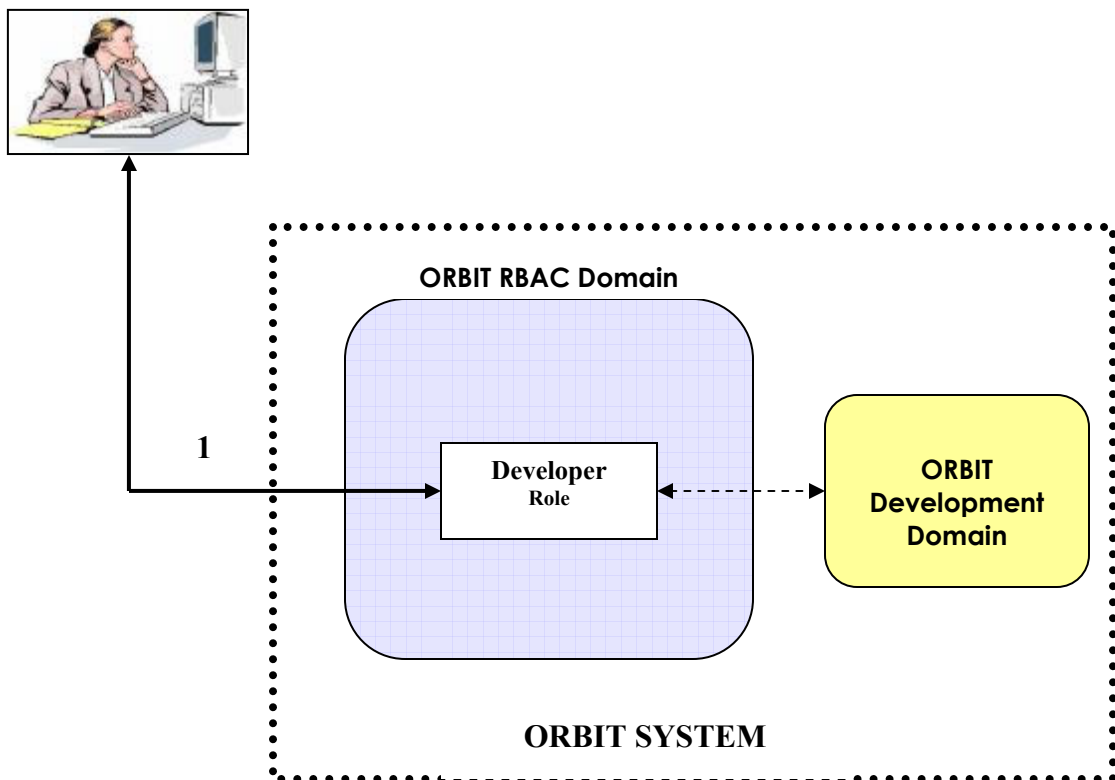 ORBIT RBAC Domain
1
Developer
Role
ORBIT
Development
Domain
ORBIT SYSTEM